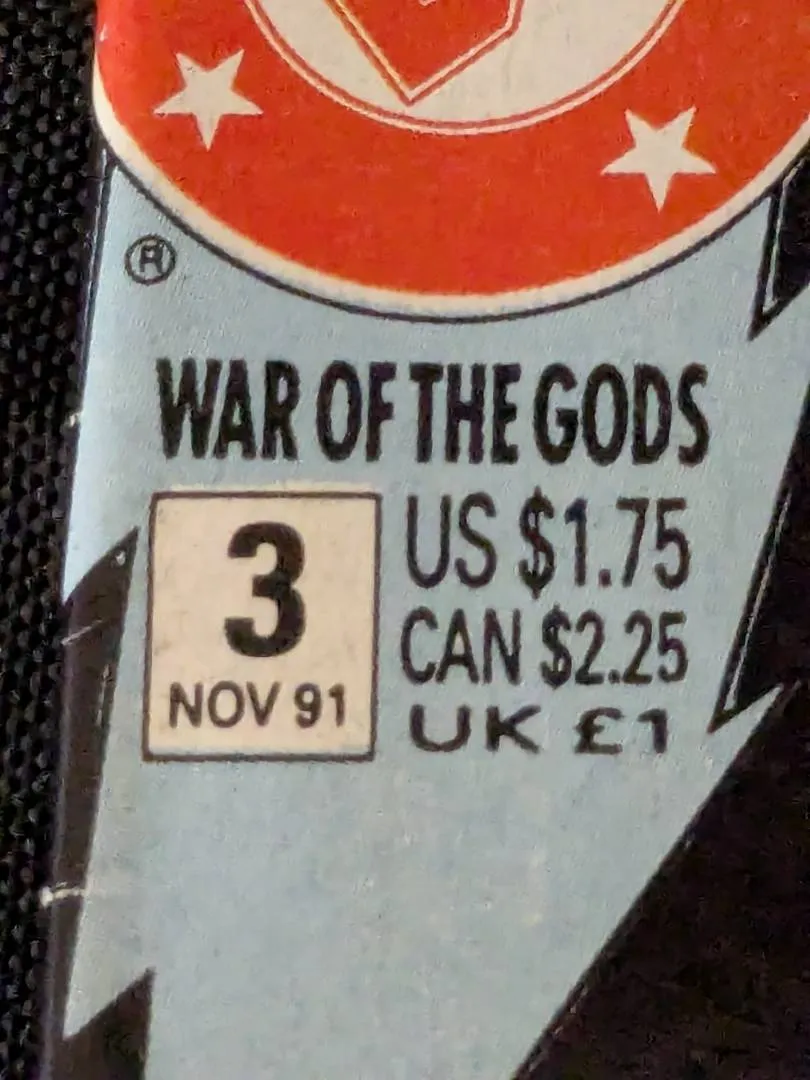 ®
WAR OF THE GODS
3
NOV 91
US $1.75
CAN $2.25
UK £1